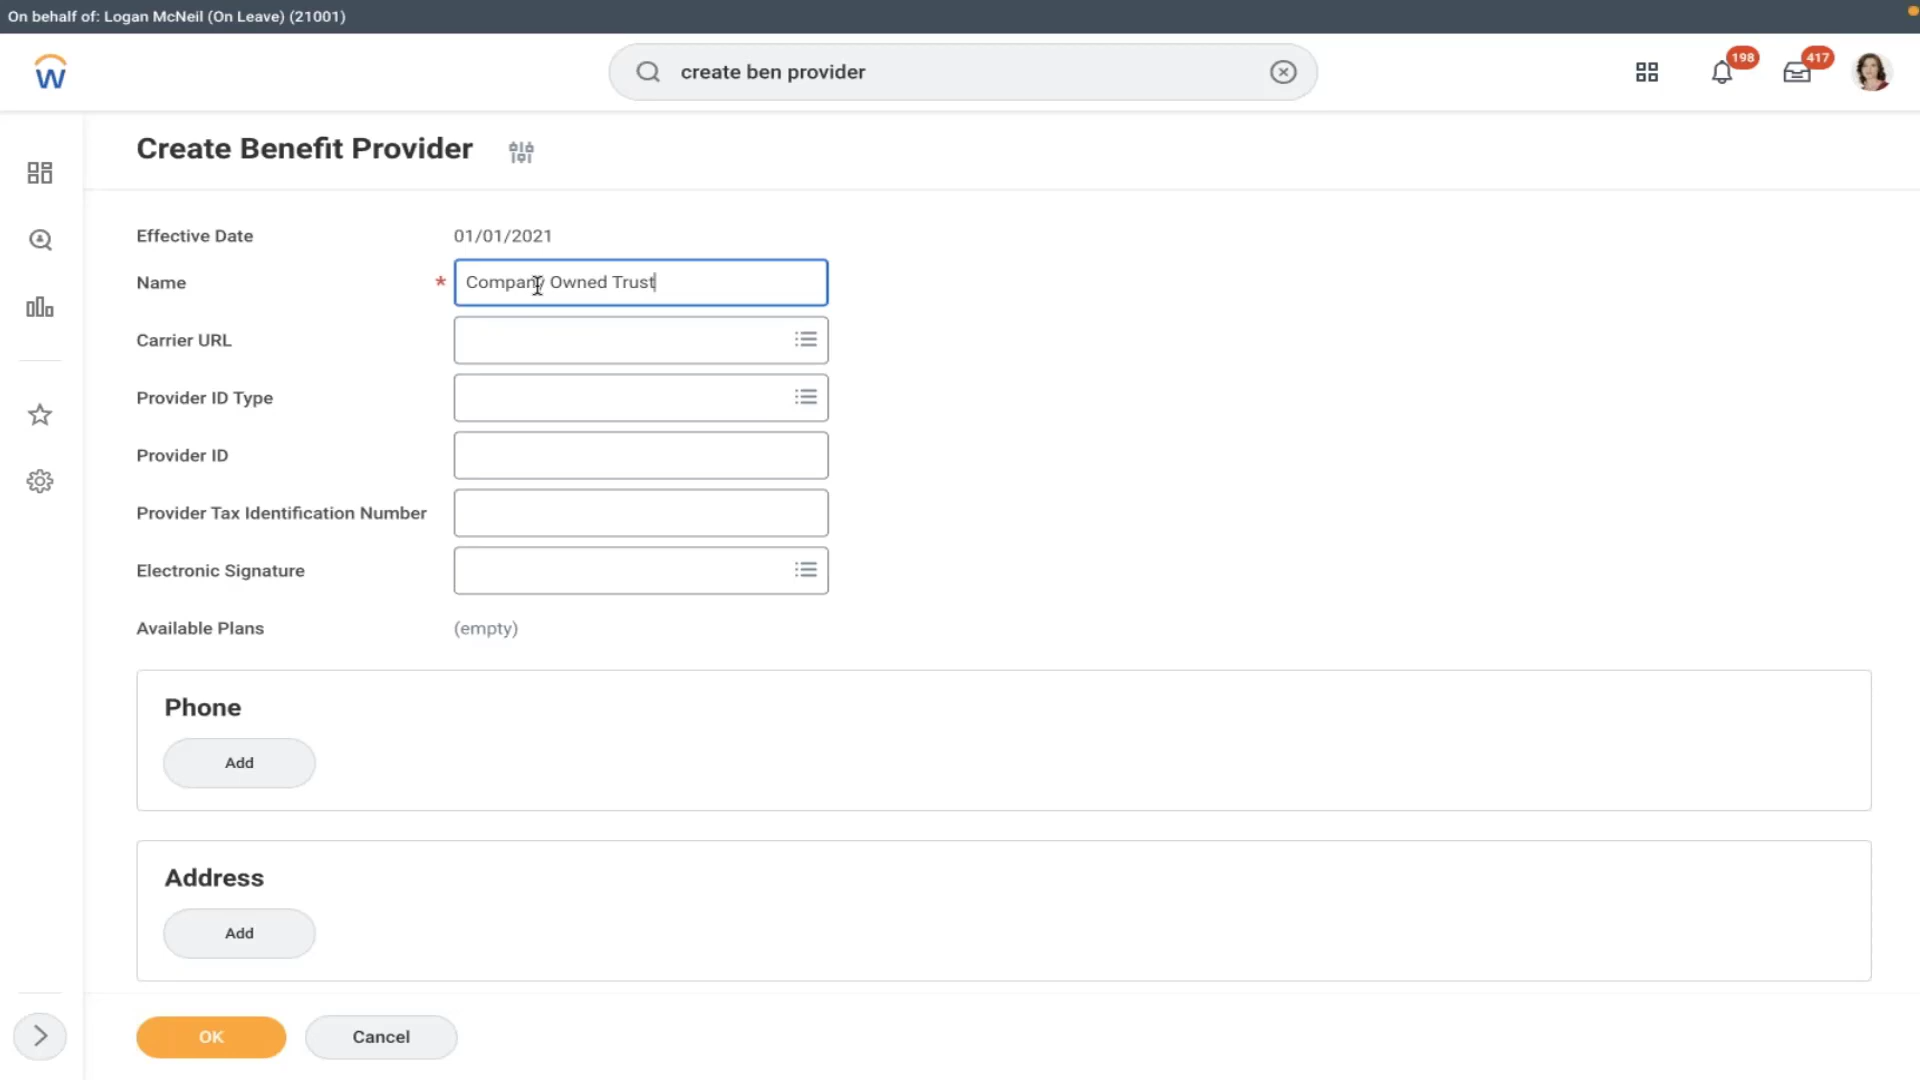 On behalf of: Logan McNeil (On Leave) (21001)
W
create ben provider
198
417
Create Benefit Provider
Effective Date 01/01/2021
Name * Company Owned Trust
Carrier URL
Provider ID Type
Provider ID
Provider Tax Identification Number
Electronic Signature
Available Plans (empty)
Phone
Add
Address
Add
OK Cancel